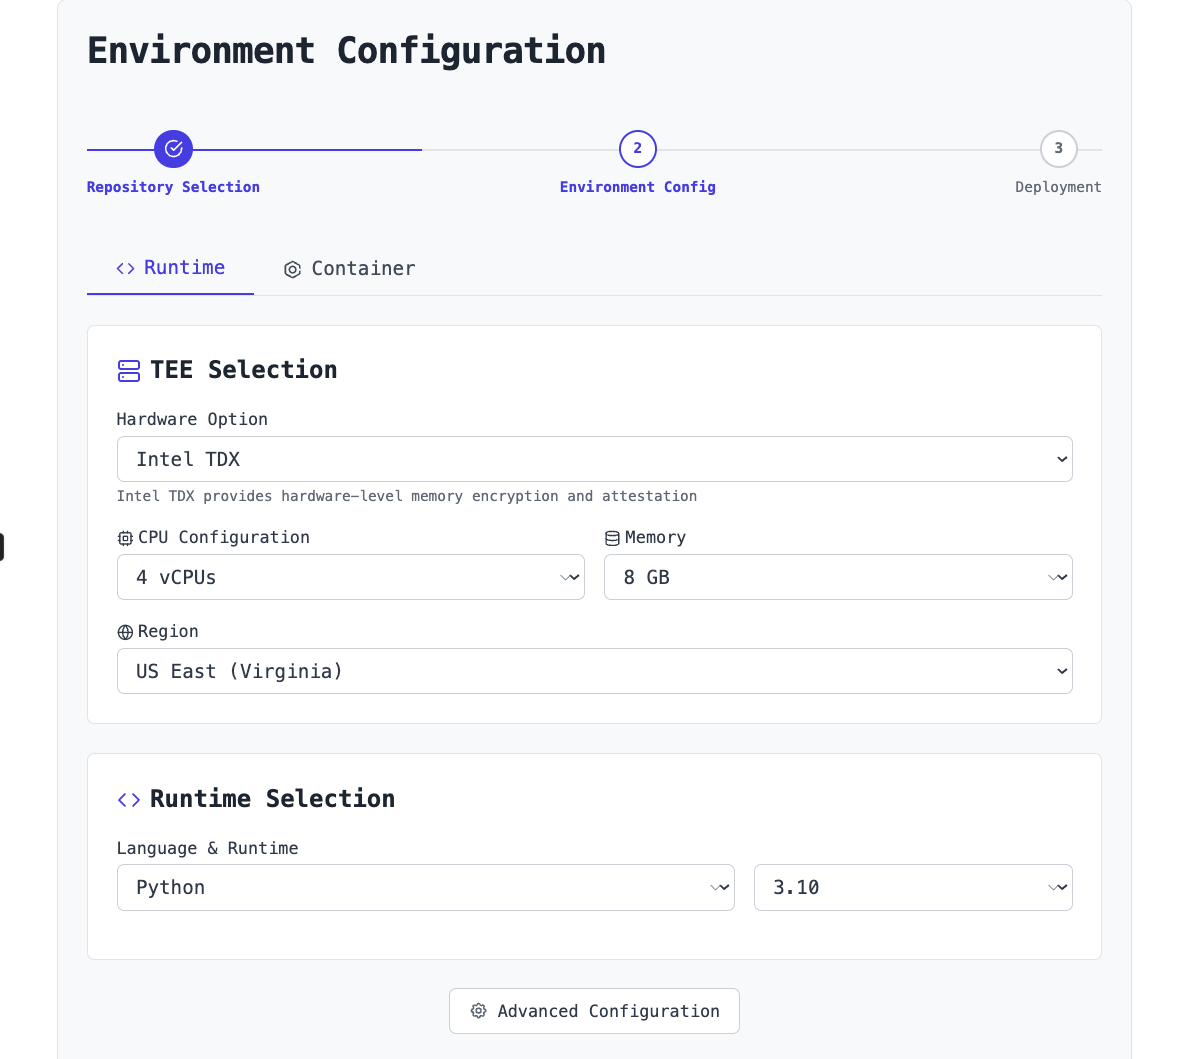 Environment Configuration
2
3
Repository Selection
Environment Config
Deployment
Runtime
Container
TEE Selection
Hardware Option
Intel TDX
Intel TDX provides hardware-level memory encryption and attestation
CPU Configuration
Memory
4 vCPUs
8 GB
Region
US East (Virginia)
Runtime Selection
Language & Runtime
Python
3.10
Advanced Configuration